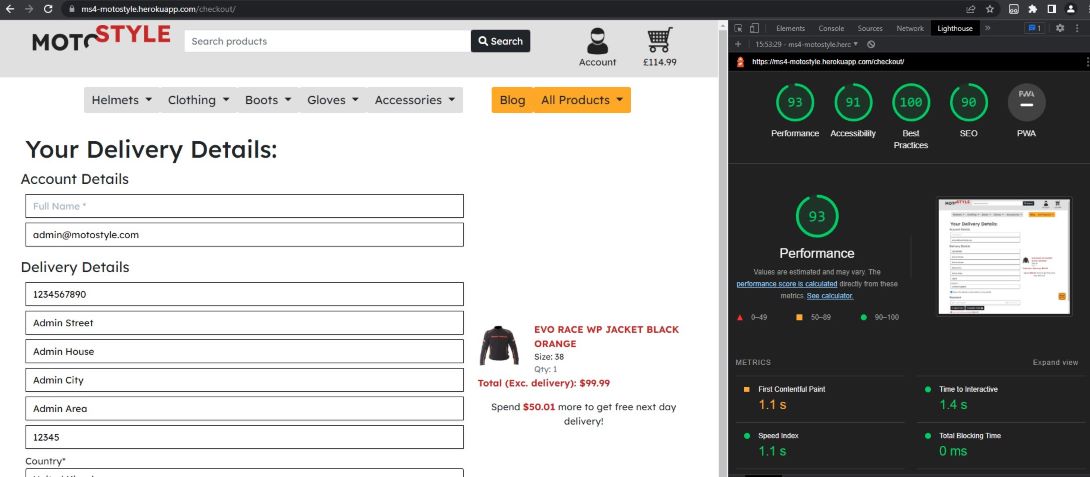 ms4-motostyle.herokuapp.com/checkout/
MOTOSTYLE
Search products
Search
Account
£114.99
Helmets
Clothing
Boots
Gloves
Accessories
Blog
All Products
Your Delivery Details:
Account Details
Full Name *
admin@motostyle.com
Delivery Details
1234567890
Admin Street
Admin House
Admin City
Admin Area
12345
Country*
EVO RACE WP JACKET BLACK
ORANGE
Size: 38
Qty: 1
Total (Exc. delivery): $99.99
Spend $50.01 more to get free next day
delivery!
Elements
Console
Sources
Network
Lighthouse
»
1
15:53:29 - ms4-motostyle.herc
https://ms4-motostyle.herokuapp.com/checkout/
93
91
100
90
PWA
Performance
Accessibility
Best
Practices
SEO
PWA
93
Performance
Values are estimated and may vary. The
performance score is calculated directly from these
metrics. See calculator.
0–49
50–89
90–100
METRICS
Expand view
First Contentful Paint
1.1 s
Time to Interactive
1.4 s
Speed Index
1.1 s
Total Blocking Time
0 ms